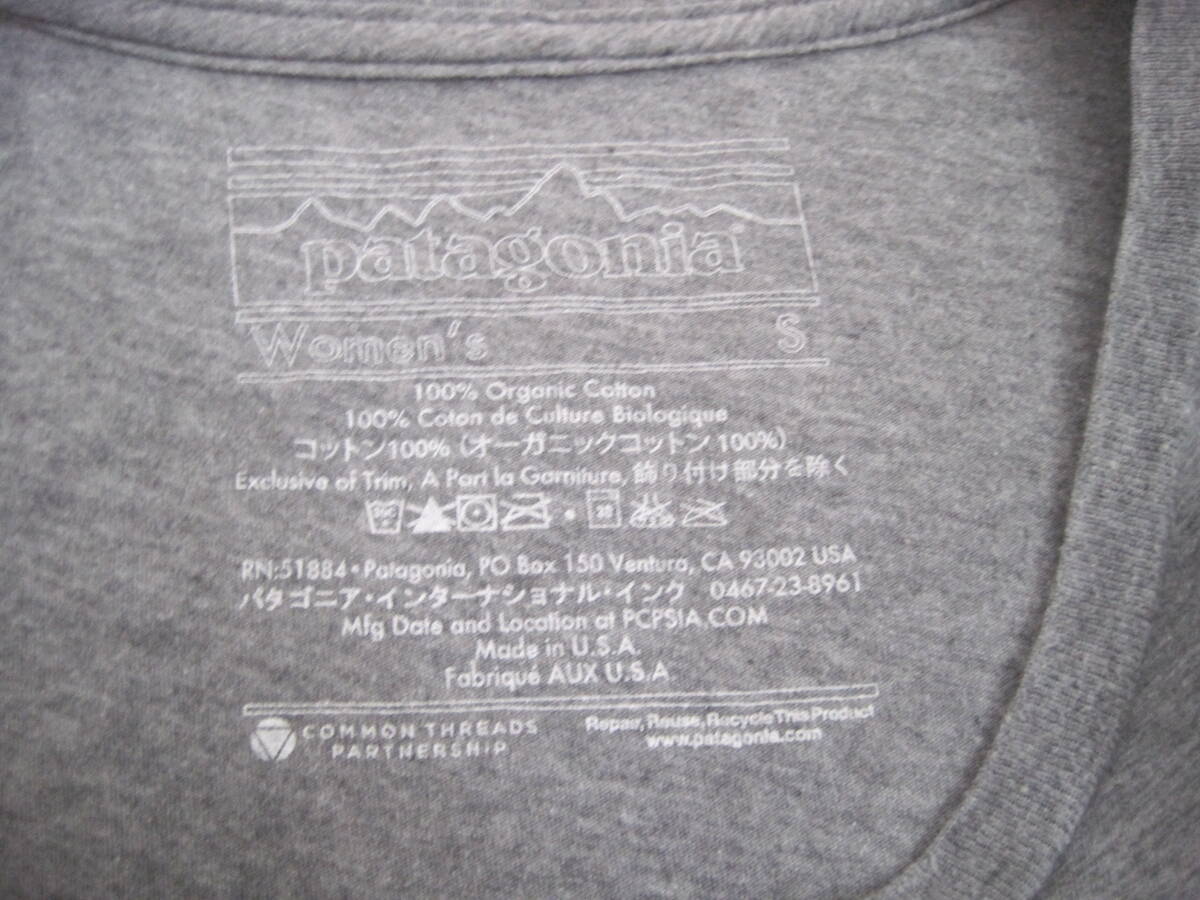 patagonia
Women's S
100% Organic Cotton
100% Coton de Culture Biologique
コットン100% (オーガニックコットン 100%)
Exclusive of Trim, A Part la Garniture, 飾り付け部分を除く
RN:51884 • Patagonia, PO Box 150 Ventura, CA 93002 USA
パタゴニア・インターナショナル・インク 0467-23-8961
Mfg Date and Location at PCPSIA.COM
Made in U.S.A.
Fabriqué AUX U.S.A.
COMMON THREADS
PARTNERSHIP
Repair, Reuse, Recycle This Product
www.patagonia.com